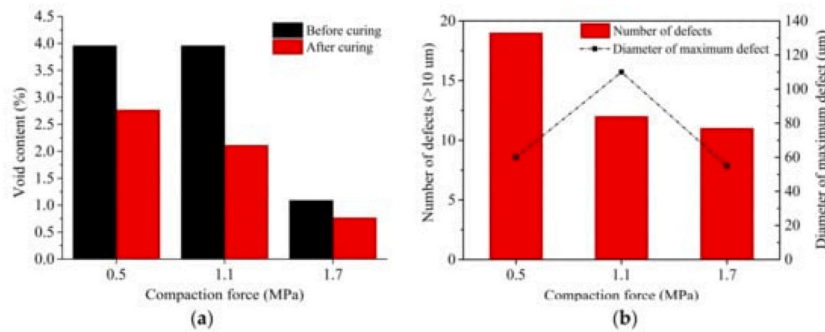 4.5
4.0
3.5
3.0
2.5
2.0
1.5
1.0
0.5
0.0
Void content (%)
Before curing
After curing
0.5 1.1 1.7
Compaction force (MPa)
(a)
20
15
10
5
0
Number of defects (>10 um)
Number of defects
Diameter of maximum defect
140
120
100
80
60
40
20
0
Diameter of maximum defect (um)
0.5 1.1 1.7
Compaction force (MPa)
(b)